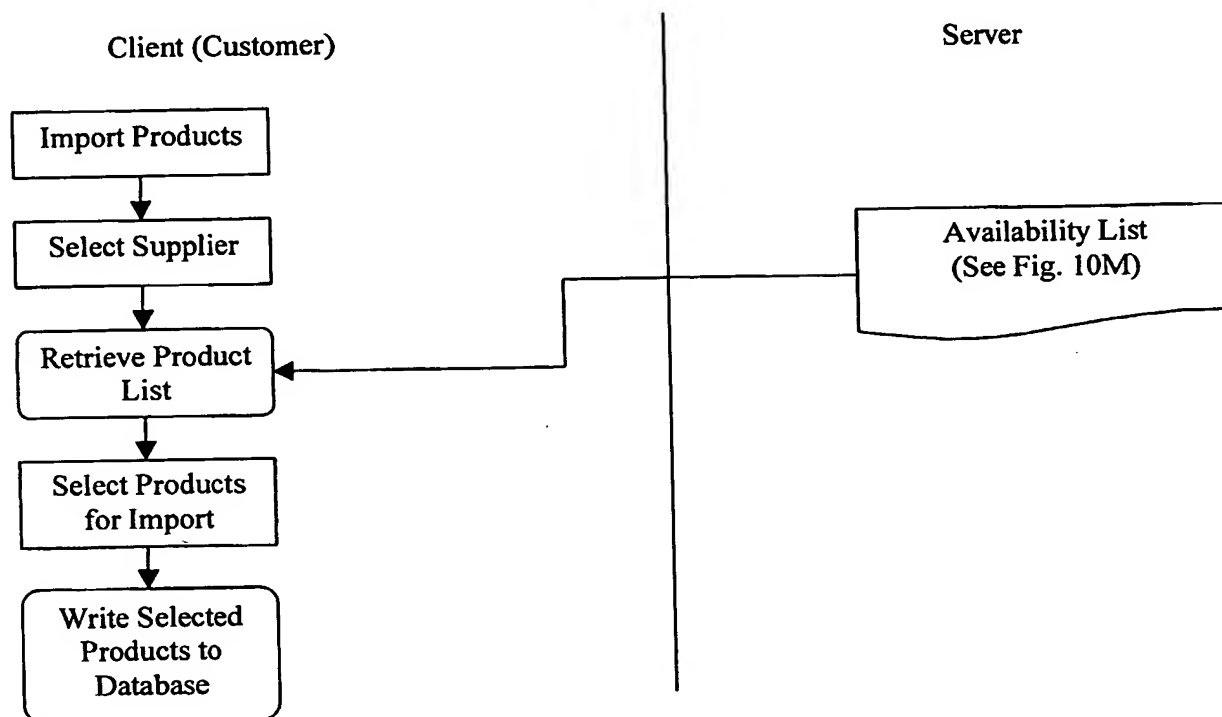 Client (Customer)
Server
Import Products
Select Supplier
Availability List
(See Fig. 10M)
Retrieve Product
List
Select Products
for Import
Write Selected
Products to
Database